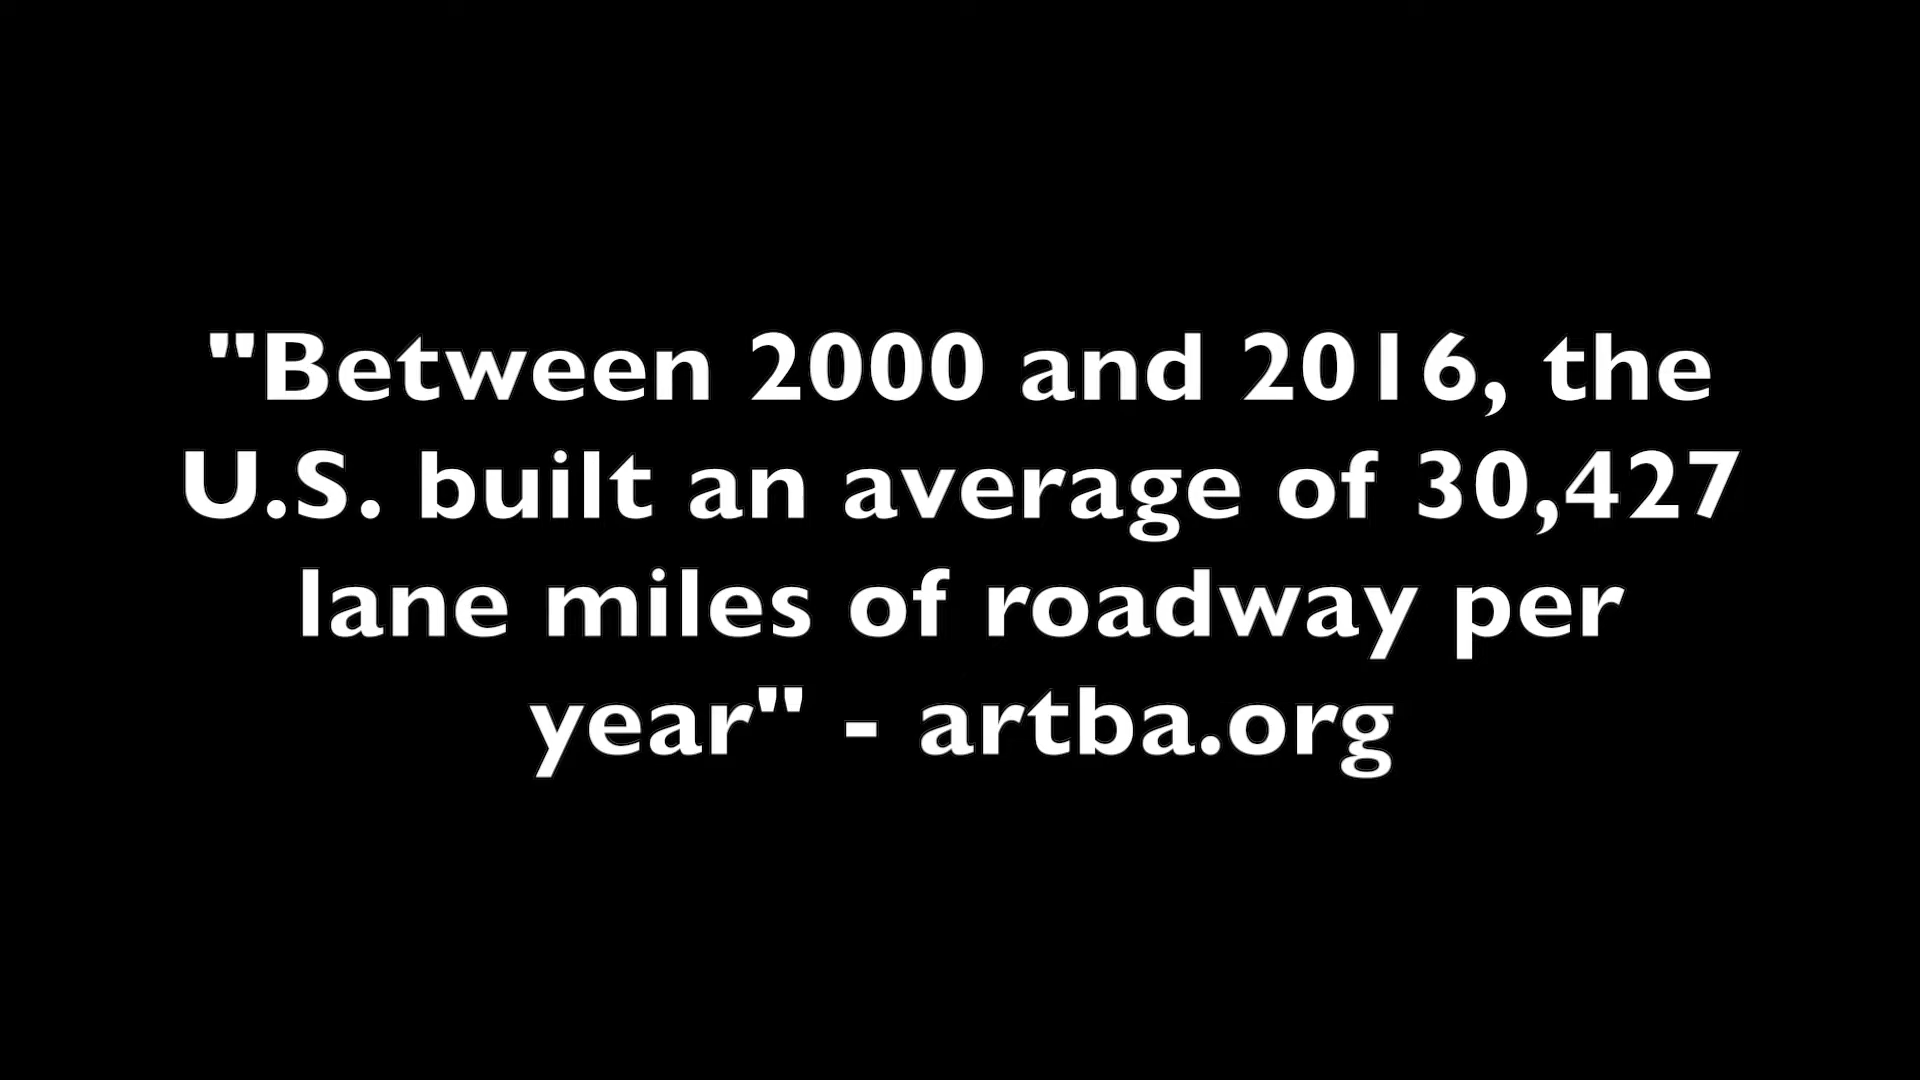 "Between 2000 and 2016, the
U.S. built an average of 30,427
lane miles of roadway per
year" - artba.org